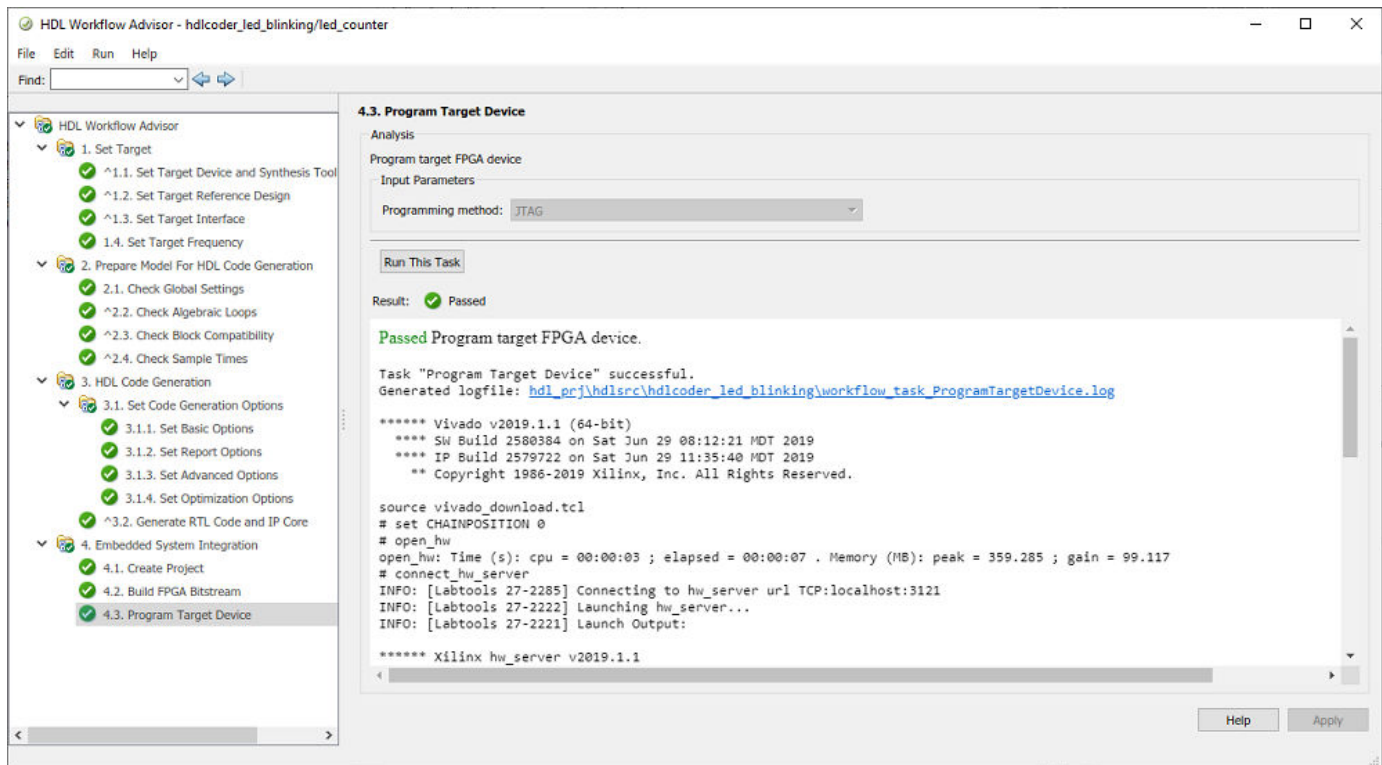 HDL Workflow Advisor - hdlcoder_led_blinking/led_counter
File Edit Run Help
Find:
HDL Workflow Advisor
1. Set Target
^1.1. Set Target Device and Synthesis Tool
^1.2. Set Target Reference Design
^1.3. Set Target Interface
1.4. Set Target Frequency
2. Prepare Model For HDL Code Generation
2.1. Check Global Settings
^2.2. Check Algebraic Loops
^2.3. Check Block Compatibility
^2.4. Check Sample Times
3. HDL Code Generation
3.1. Set Code Generation Options
3.1.1. Set Basic Options
3.1.2. Set Report Options
3.1.3. Set Advanced Options
3.1.4. Set Optimization Options
^3.2. Generate RTL Code and IP Core
4. Embedded System Integration
4.1. Create Project
4.2. Build FPGA Bitstream
4.3. Program Target Device
4.3. Program Target Device
Analysis
Program target FPGA device
Input Parameters
Programming method: JTAG
Run This Task
Result: Passed
Passed Program target FPGA device.
Task "Program Target Device" successful.
Generated logfile: hdl_prj\hdlsrc\hdlcoder_led_blinking\workflow_task_ProgramTargetDevice.log
****** Vivado v2019.1.1 (64-bit)
**** SW Build 2580384 on Sat Jun 29 08:12:21 MDT 2019
**** IP Build 2579722 on Sat Jun 29 11:35:40 MDT 2019
** Copyright 1986-2019 Xilinx, Inc. All Rights Reserved.
source vivado_download.tcl
# set CHAINPOSITION 0
# open_hw
open_hw: Time (s): cpu = 00:00:03 ; elapsed = 00:00:07 . Memory (MB): peak = 359.285 ; gain = 99.117
# connect_hw_server
INFO: [Labtools 27-2285] Connecting to hw_server url TCP:localhost:3121
INFO: [Labtools 27-2222] Launching hw_server...
INFO: [Labtools 27-2221] Launch Output:
****** Xilinx hw_server v2019.1.1
Help Apply